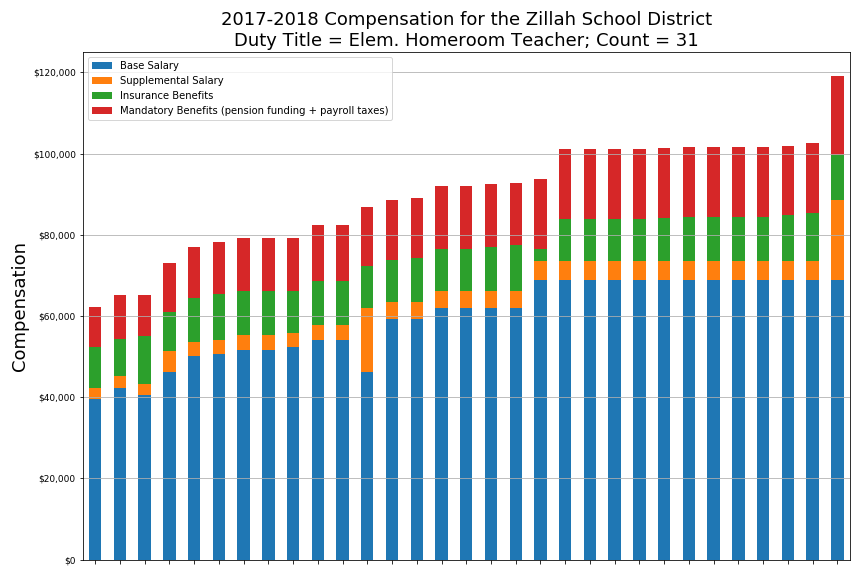 2017-2018 Compensation for the Zillah School District
Duty Title = Elem. Homeroom Teacher; Count = 31
Base Salary
Supplemental Salary
Insurance Benefits
Mandatory Benefits (pension funding + payroll taxes)
$120,000
$100,000
$80,000
$60,000
$40,000
$20,000
$0
Compensation